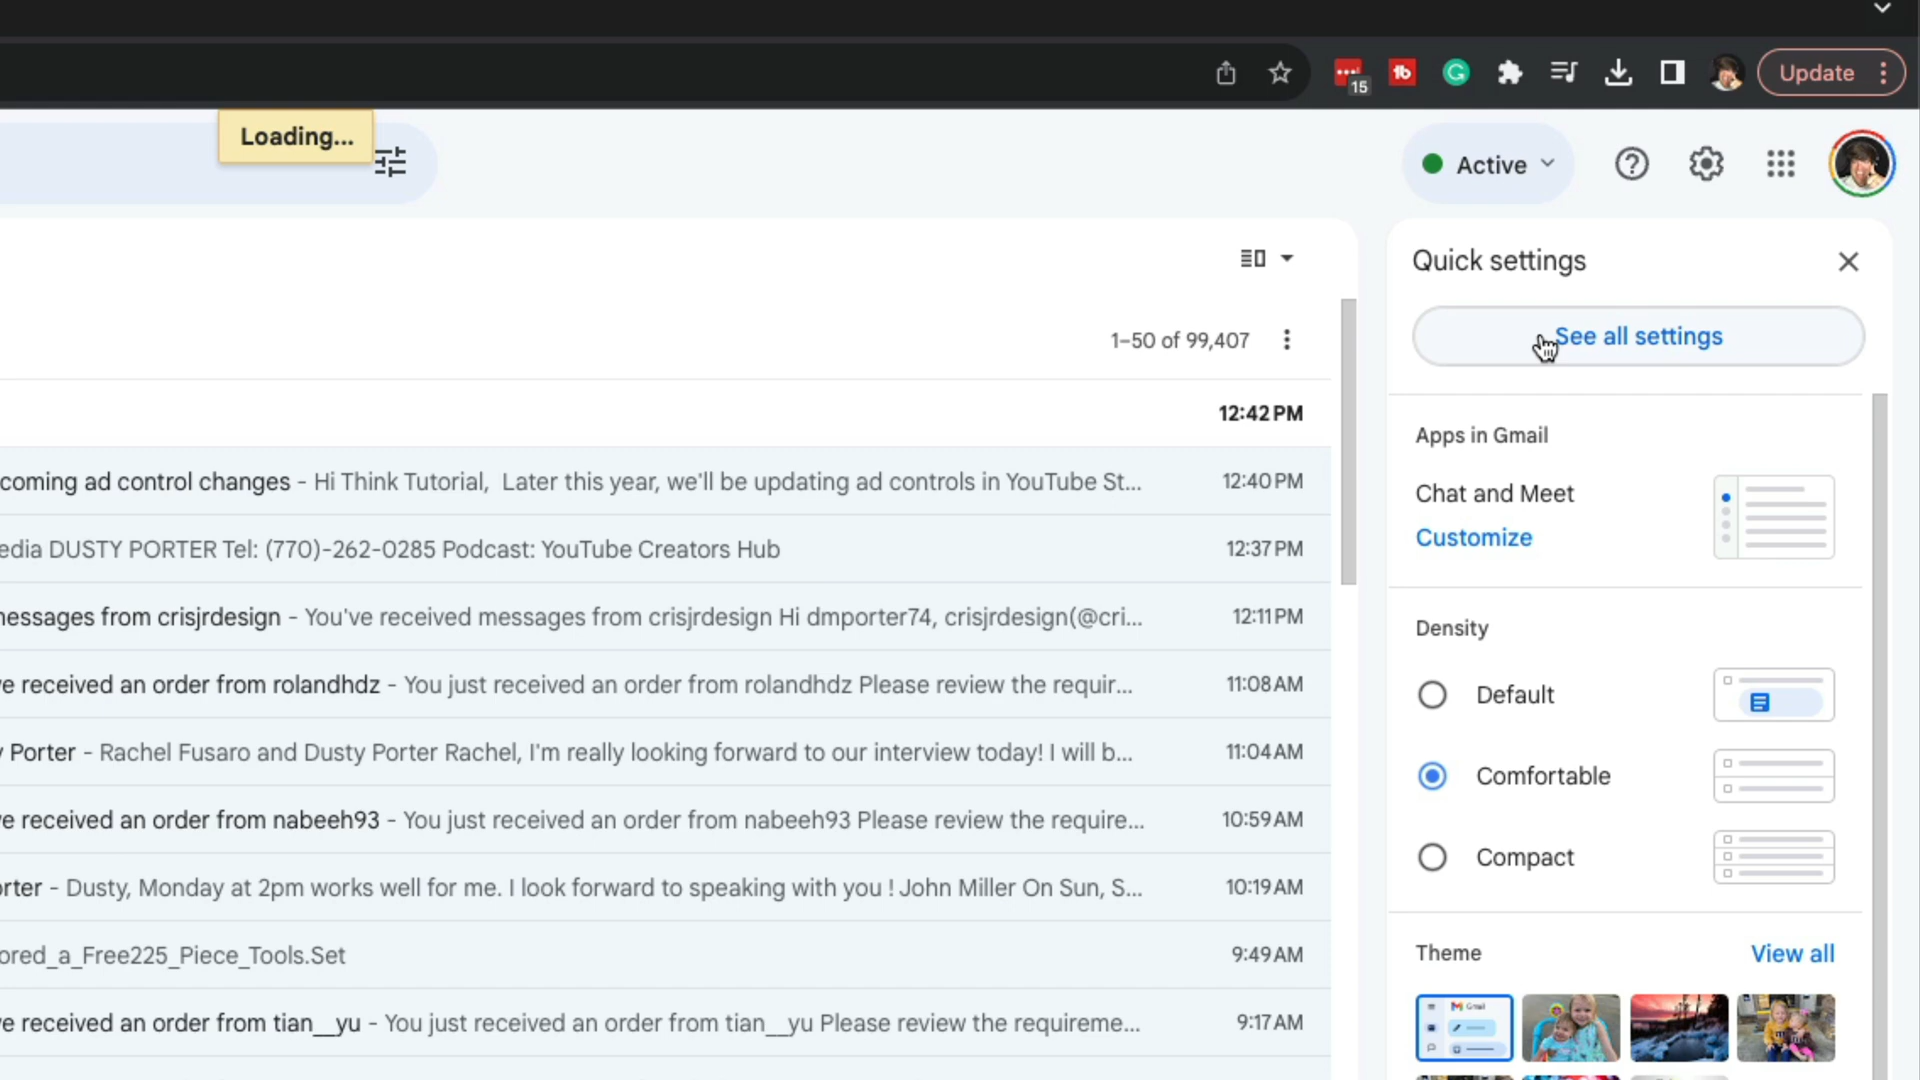 Update
15
Loading...
Active
Quick settings
See all settings
1–50 of 99,407
12:42 PM
Apps in Gmail
coming ad control changes - Hi Think Tutorial, Later this year, we'll be updating ad controls in YouTube St... 12:40 PM
Chat and Meet
Customize
edia DUSTY PORTER Tel: (770)-262-0285 Podcast: YouTube Creators Hub 12:37 PM
messages from crisjrdesign - You've received messages from crisjrdesign Hi dmporter74, crisjrdesign(@cri... 12:11 PM
Density
e received an order from rolandhdz - You just received an order from rolandhdz Please review the requir... 11:08 AM
Default
y Porter - Rachel Fusaro and Dusty Porter Rachel, I'm really looking forward to our interview today! I will b... 11:04 AM
Comfortable
e received an order from nabeeh93 - You just received an order from nabeeh93 Please review the require... 10:59 AM
Compact
orter - Dusty, Monday at 2pm works well for me. I look forward to speaking with you ! John Miller On Sun, S... 10:19 AM
ored_a_Free225_Piece_Tools.Set 9:49 AM
Theme
View all
e received an order from tian__yu - You just received an order from tian__yu Please review the requireme... 9:17 AM
Gmail